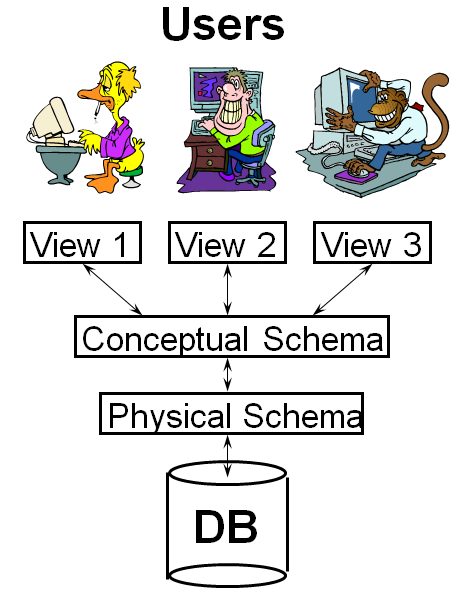 Users
View 1
View 2
View 3
Conceptual Schema
Physical Schema
DB